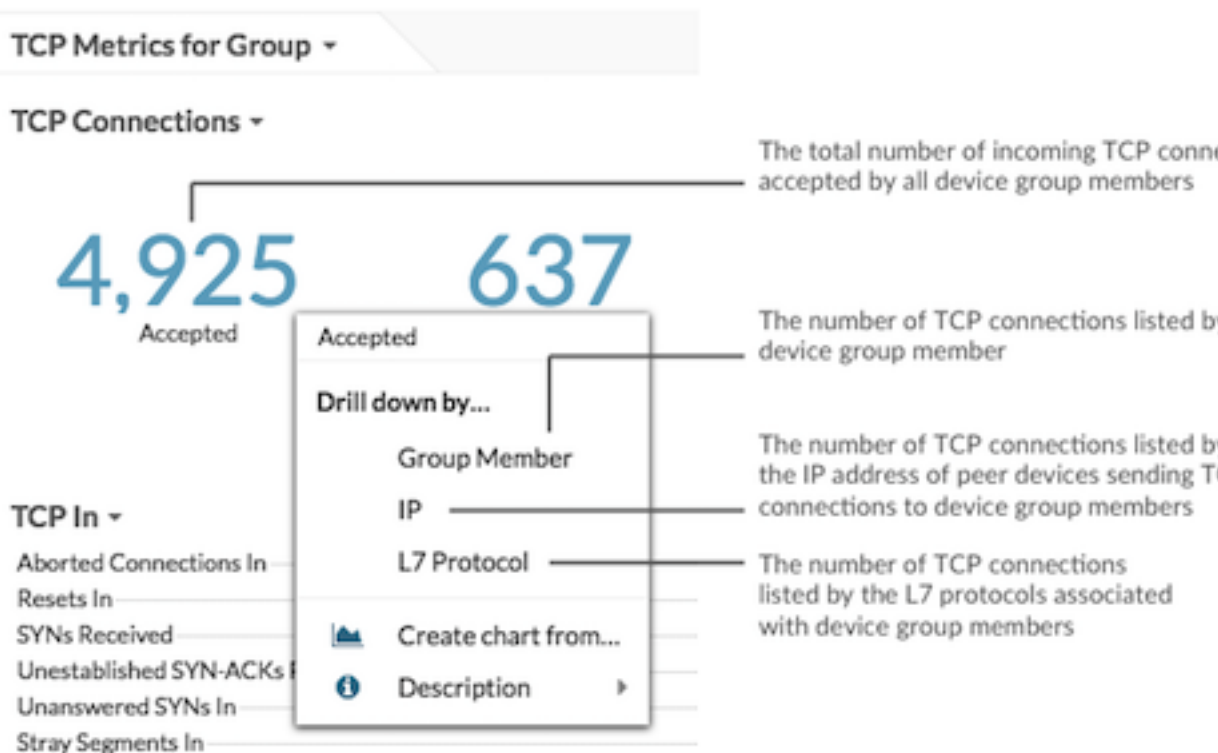 TCP Metrics for Group
TCP Connections
The total number of incoming TCP
accepted by all device group members
4,925
637
Accepted
Accepted
The number of TCP connections listed
device group member
Drill down by...
Group Member
The number of TCP connections listed
the IP address of peer devices sending
IP
connections to device group members
TCP In
Aborted Connections In
L7 Protocol
The number of TCP connections
Resets In
listed by the L7 protocols associated
SYNs Received
Create chart from...
with device group members
Unestablished SYN-ACKs
Description
Unanswered SYNs In
Stray Segments In